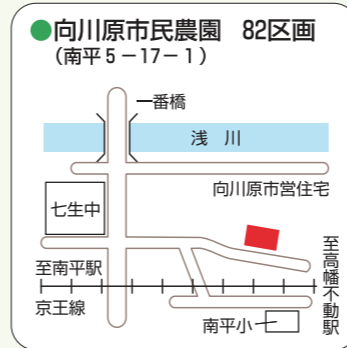 ●向川原市民農園 82区画
(南平5-17-1)
一番橋
浅川
向川原市営住宅
七生中
至南平駅
至高幡不動駅
京王線
南平小